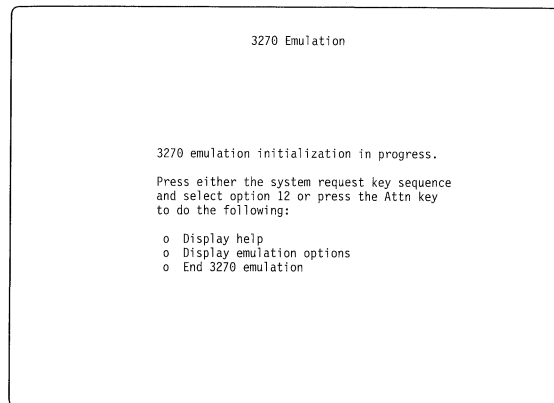 3270 Emulation
3270 emulation initialization in progress.
Press either the system request key sequence
and select option 12 or press the Attn key
to do the following:
o Display help
o Display emulation options
o End 3270 emulation